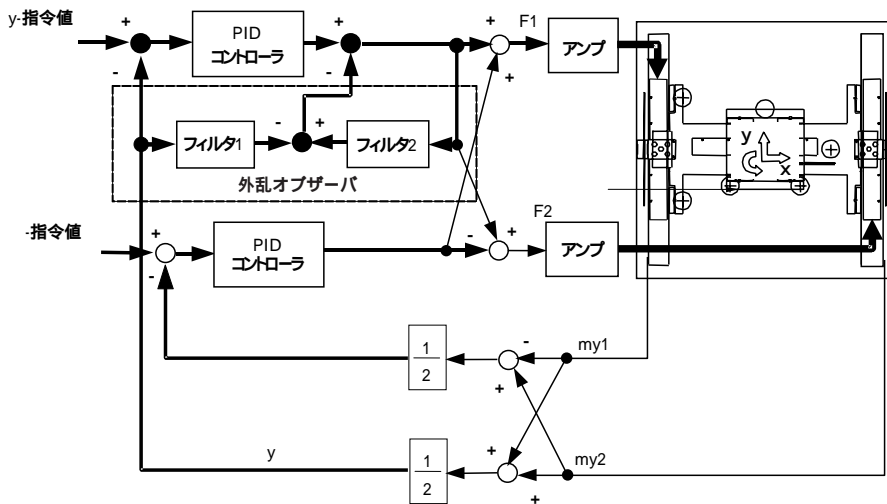 y-指令値
+
-
PID
コントローラ
+
-
+
+
F1
アンプ
フィルタ1
-
+
フィルタ2
外乱オブザーバ
y
x
-指令値
+
-
PID
コントローラ
-
+
F2
アンプ
1
2
-
+
my1
y
1
2
+
+
my2